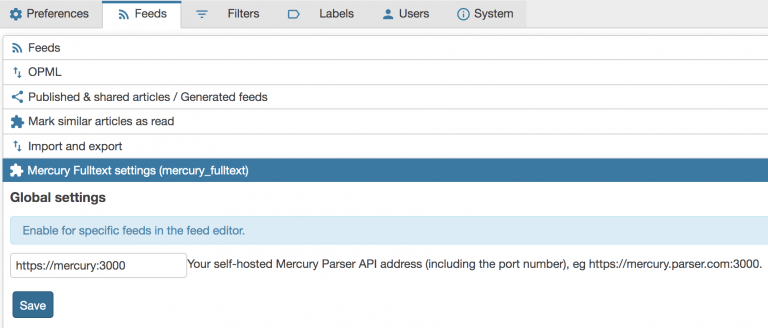 Preferences Feeds Filters Labels Users System
Feeds
OPML
Published & shared articles / Generated feeds
Mark similar articles as read
Import and export
Mercury Fulltext settings (mercury_fulltext)
Global settings
Enable for specific feeds in the feed editor.
https://mercury:3000 Your self-hosted Mercury Parser API address (including the port number), eg https://mercury.parser.com:3000.
Save